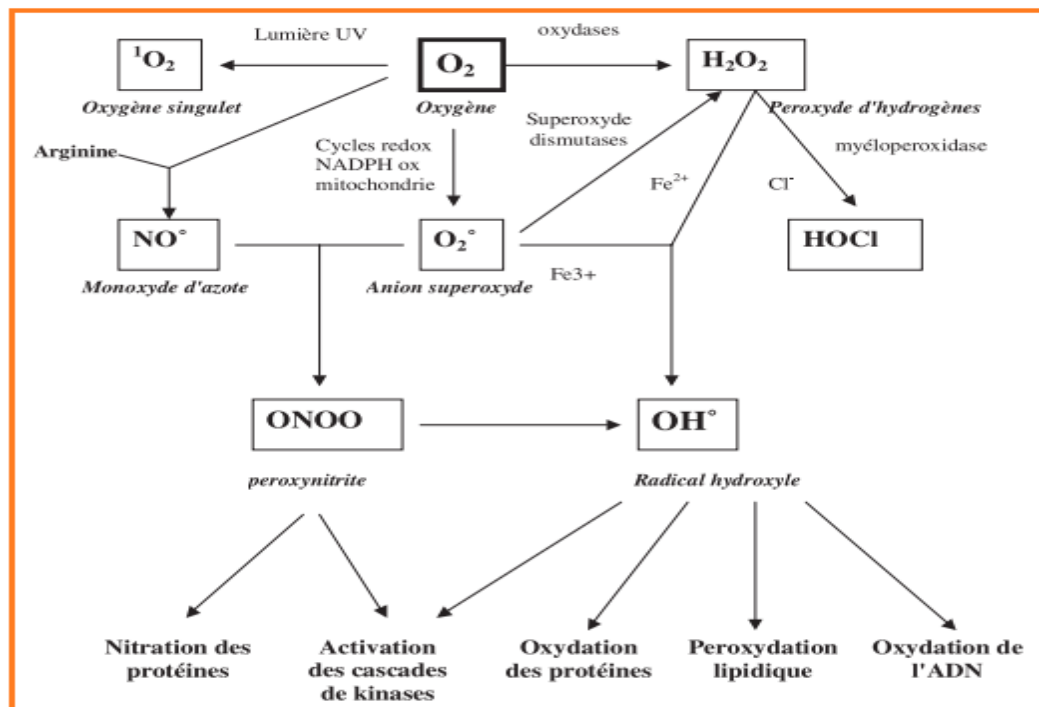 Lumière UV
oxydases
¹O₂
O₂
H₂O₂
Oxygène singulet
Oxygène
Peroxyde d'hydrogènes
Arginine
Cycles redox
NADPH ox
mitochondrie
Superoxyde
dismutases
myéloperoxidase
Fe²⁺
Cl⁻
NO°
O₂°
HOCl
Monoxyde d'azote
Anion superoxyde
Fe3+
ONOO
OH°
peroxynitrite
Radical hydroxyle
Nitration des
protéines
Activation
des cascades
de kinases
Oxydation
des protéines
Peroxydation
lipidique
Oxydation de
l'ADN